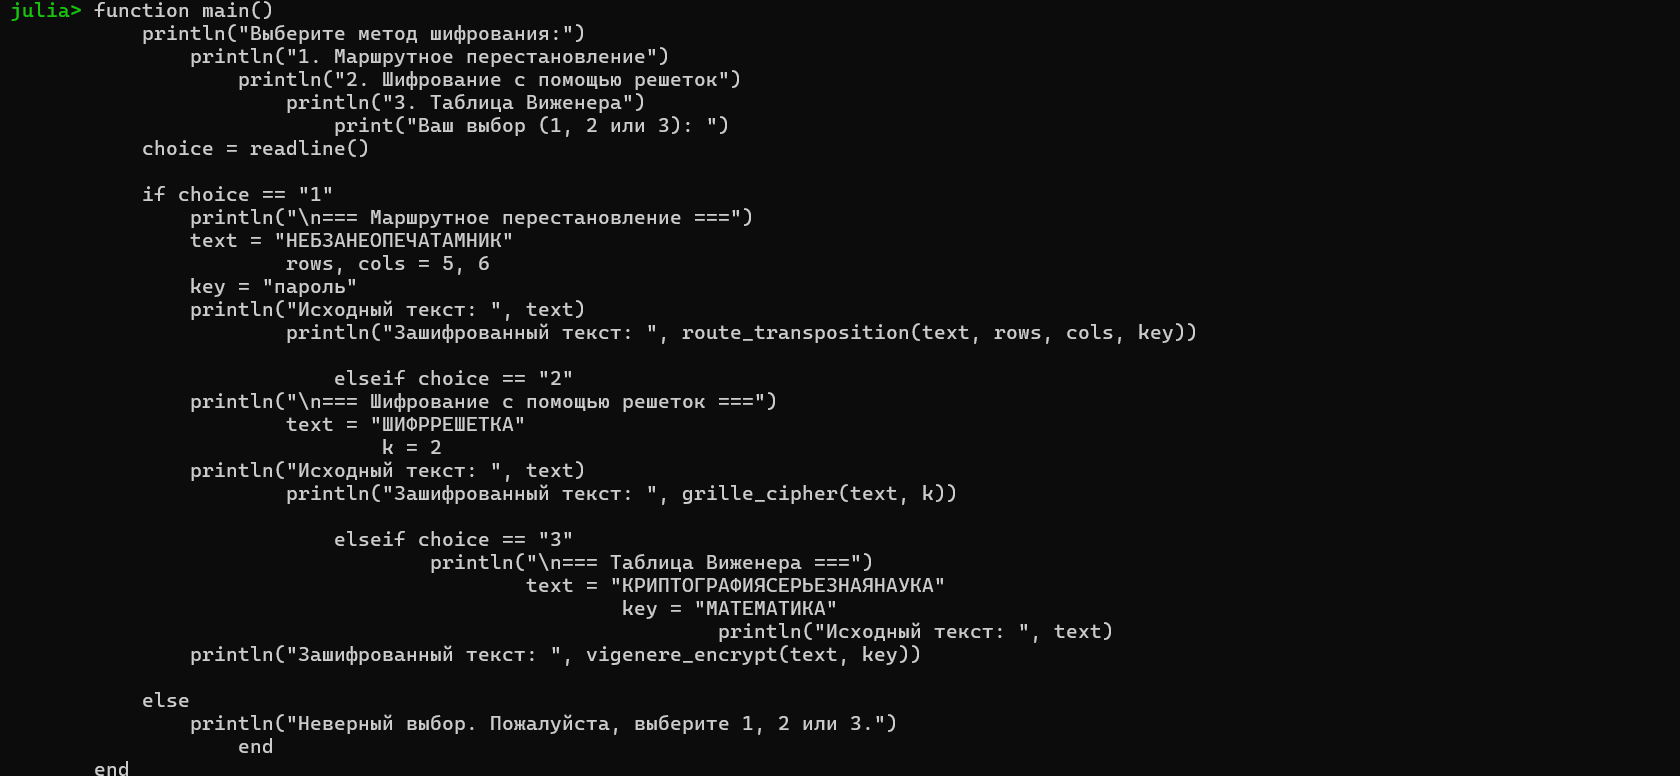 julia> function main()
println("Выберите метод шифрования:")
println("1. Маршрутное перестановление")
println("2. Шифрование с помощью решеток")
println("3. Таблица Виженера")
print("Ваш выбор (1, 2 или 3): ")
choice = readline()
if choice == "1"
println("\n=== Маршрутное перестановление ===")
text = "НЕБЗАНЕОПЕЧАТАМНИК"
rows, cols = 5, 6
key = "пароль"
println("Исходный текст: ", text)
println("Зашифрованный текст: ", route_transposition(text, rows, cols, key))
elseif choice == "2"
println("\n=== Шифрование с помощью решеток ===")
text = "ШИФРРЕШЕТКА"
k = 2
println("Исходный текст: ", text)
println("Зашифрованный текст: ", grille_cipher(text, k))
elseif choice == "3"
println("\n=== Таблица Виженера ===")
text = "КРИПТОГРАФИЯСЕРЬЕЗНАЯНАУКА"
key = "МАТЕМАТИКА"
println("Исходный текст: ", text)
println("Зашифрованный текст: ", vigenere_encrypt(text, key))
else
println("Неверный выбор. Пожалуйста, выберите 1, 2 или 3.")
end
end